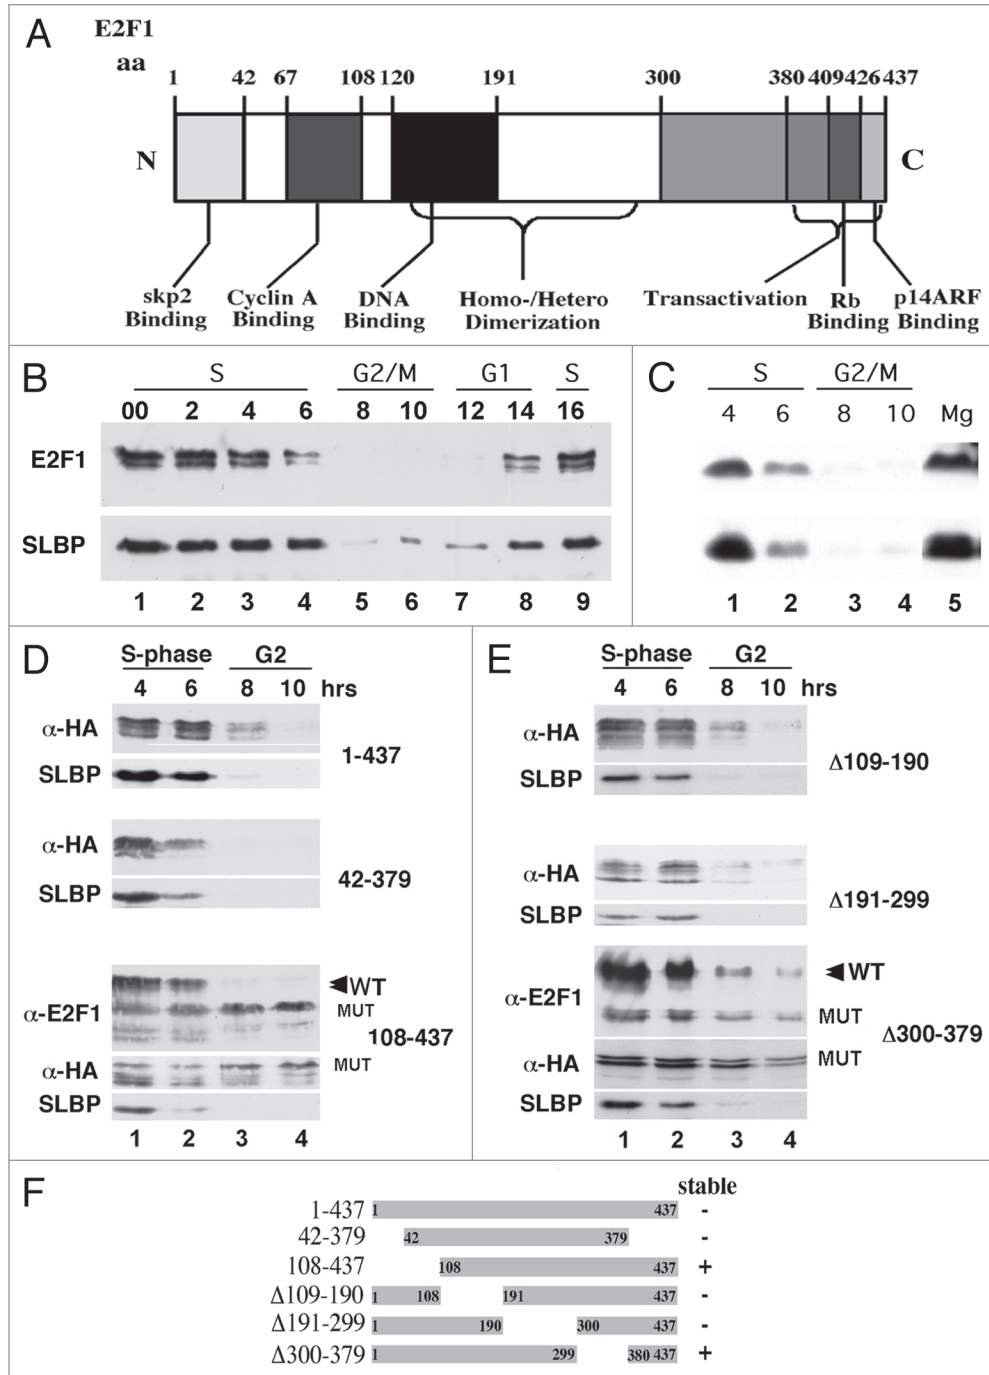 A
E2F1
aa
1 42 67 108 120 191 300 380 409 426 437
N C
skp2 Binding
Cyclin A Binding
DNA Binding
Homo-/Hetero Dimerization
Transactivation
Rb Binding
p14ARF Binding
B
S G2/M G1 S
00 2 4 6 8 10 12 14 16
E2F1
SLBP
1 2 3 4 5 6 7 8 9
C
S G2/M
4 6 8 10 Mg
1 2 3 4 5
D
S-phase G2
4 6 8 10 hrs
α-HA
SLBP
1-437
α-HA
SLBP
42-379
α-E2F1
WT
MUT
108-437
α-HA MUT
SLBP
1 2 3 4
E
S-phase G2
4 6 8 10 hrs
α-HA
SLBP
Δ109-190
α-HA
SLBP
Δ191-299
α-E2F1
WT
MUT
Δ300-379
α-HA MUT
SLBP
1 2 3 4
F
stable
1-437 1 437 -
42-379 42 379 -
108-437 108 437 +
Δ109-190 1 108 191 437 -
Δ191-299 1 190 300 437 -
Δ300-379 1 299 380 437 +